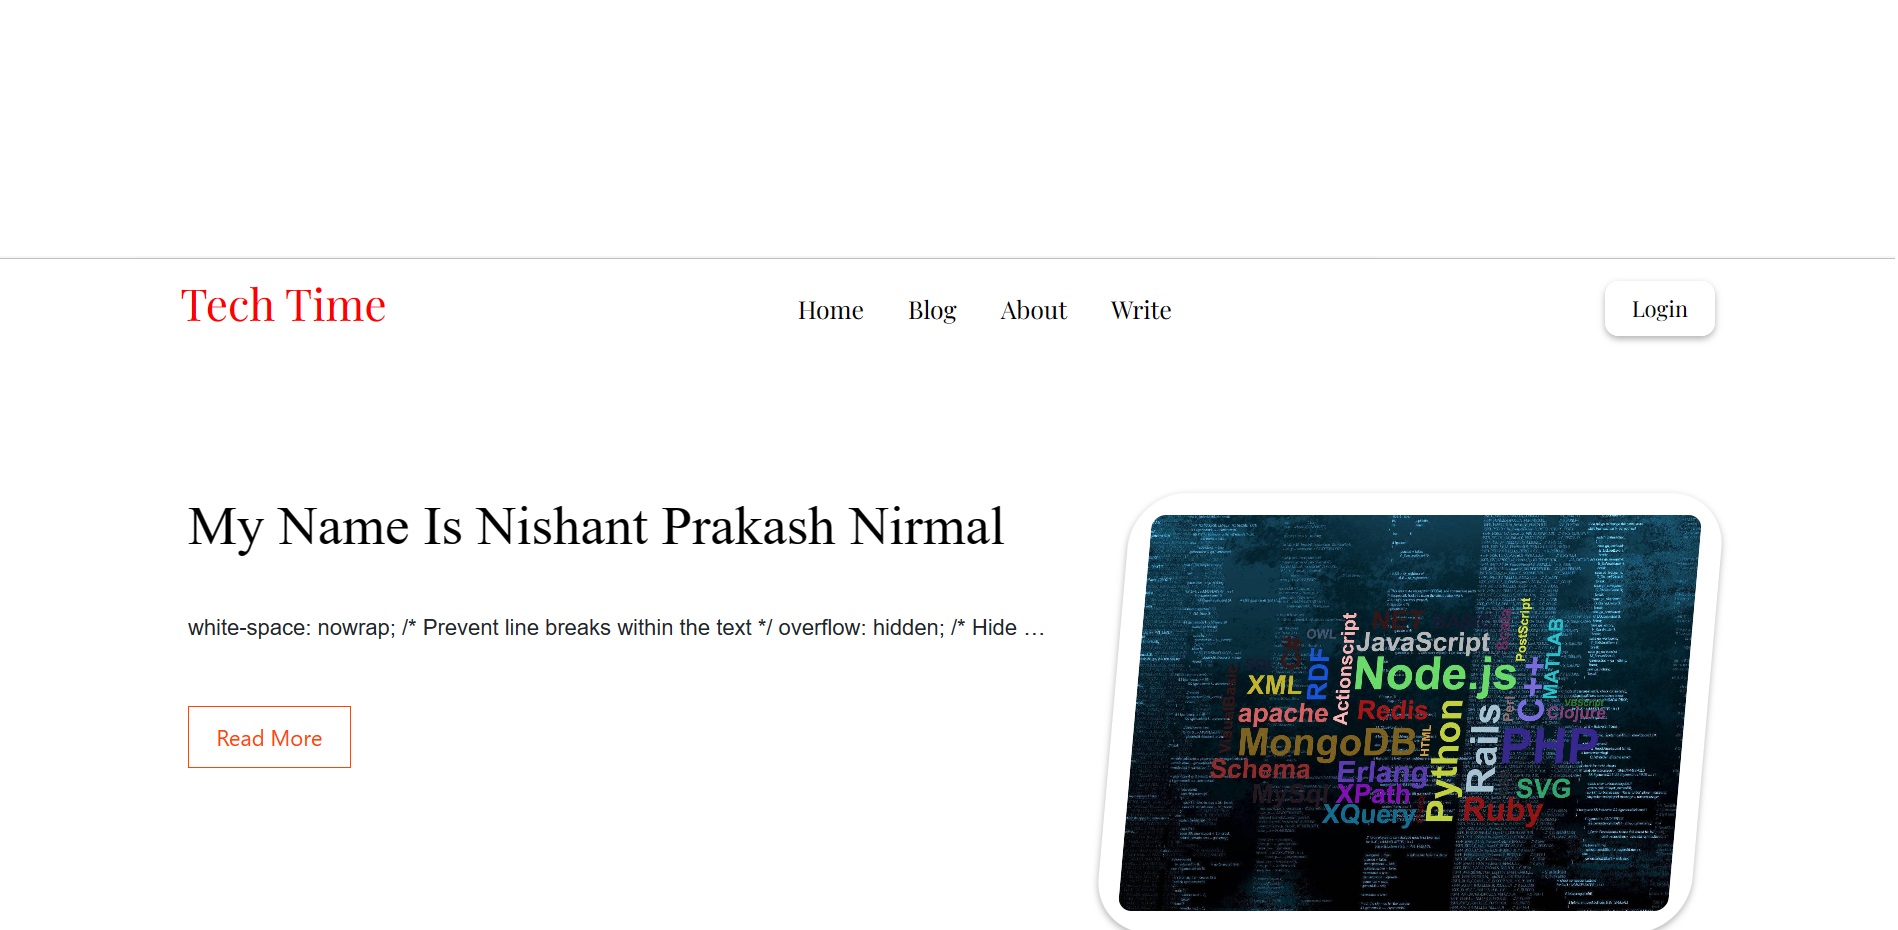 Tech Time
Home Blog About Write
Login
My Name Is Nishant Prakash Nirmal
white-space: nowrap; /* Prevent line breaks within the text */ overflow: hidden; /* Hide …
Read More
PostScript
.NET
OWL
JavaScript
Actionscript
MATLAB
RDF
Node.js
XML
C++
Perl
VBScript
apache
Redis
Clojure
Python
Rails
MongoDB
HTML
PHP
Schema
Erlang
MySql
XPath
SVG
XQuery
Ruby